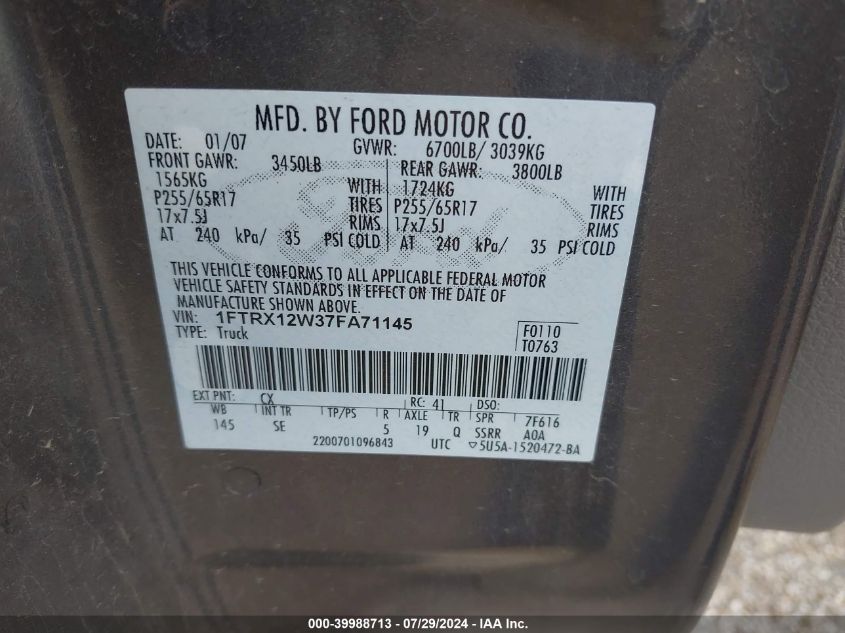 MFD. BY FORD MOTOR CO.
DATE: 01/07 GVWR: 6700LB/ 3039KG
FRONT GAWR: 3450LB REAR GAWR: 3800LB
1565KG WITH 1724KG WITH
P255/65R17 TIRES P255/65R17 TIRES
17x7.5J RIMS 17x7.5J RIMS
AT 240 kPa/ 35 PSI COLD AT 240 kPa/ 35 PSI COLD
THIS VEHICLE CONFORMS TO ALL APPLICABLE FEDERAL MOTOR
VEHICLE SAFETY STANDARDS IN EFFECT ON THE DATE OF
MANUFACTURE SHOWN ABOVE.
VIN: 1FTRX12W37FA71145 F0110
TYPE: Truck T0763
EXT PNT: CX RC: 41 DSO:
WB INT TR TP/PS R AXLE TR SPR 7F616
145 SE 5 19 Q SSRR A0A
2200701096843 UTC ▽5U5A-1520472-BA
000-39988713 / 07/29/2024 - IAA Inc.